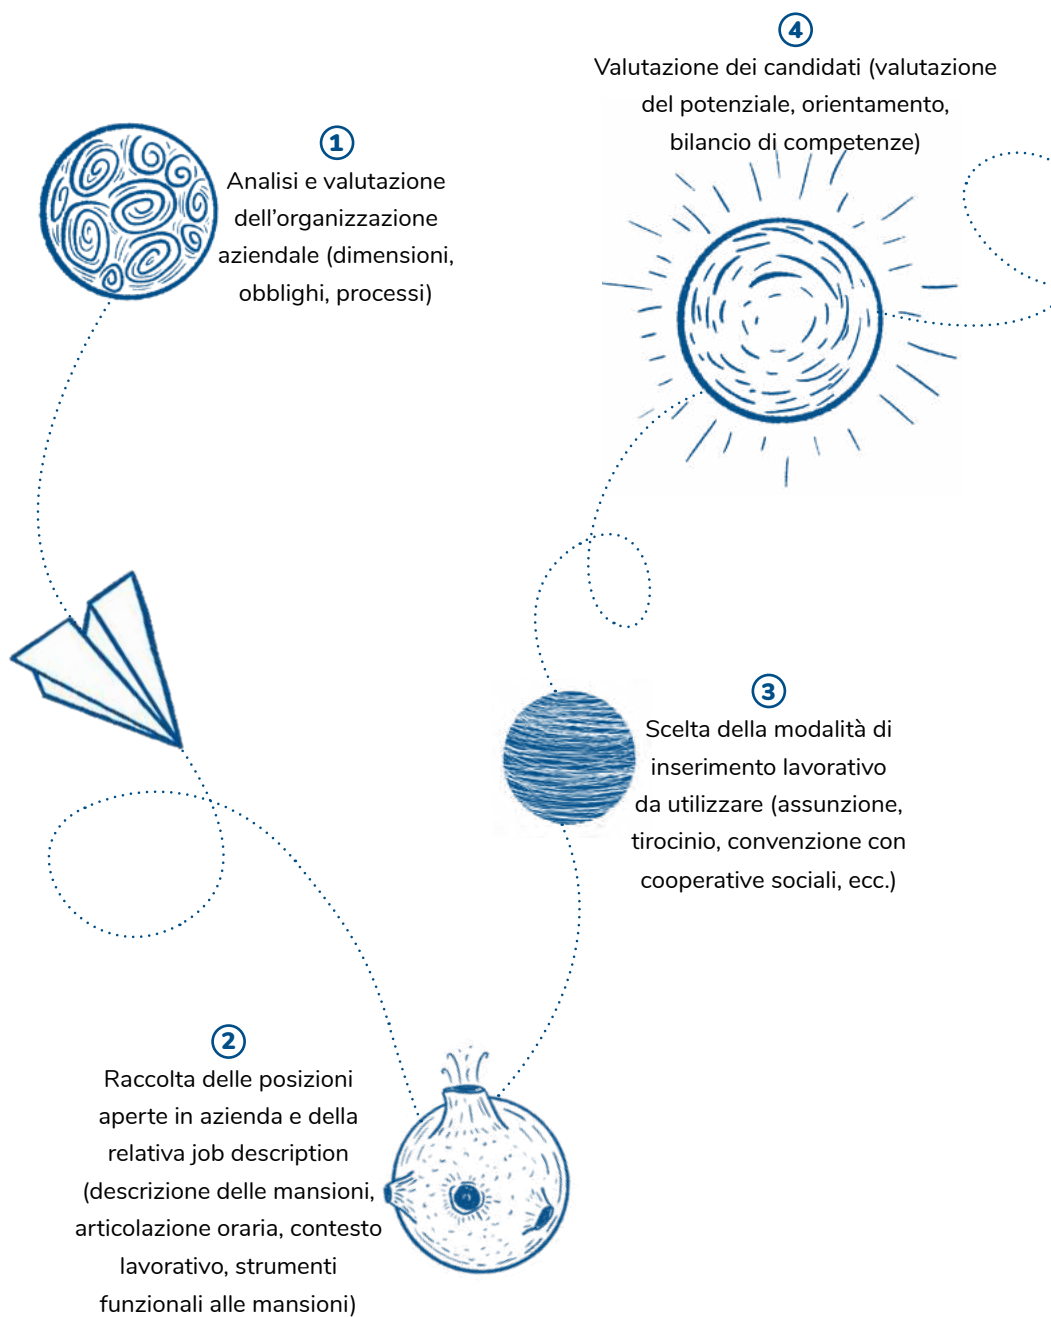 1
Analisi e valutazione
dell'organizzazione
aziendale (dimensioni,
obblighi, processi)
2
Raccolta delle posizioni
aperte in azienda e della
relativa job description
(descrizione delle mansioni,
articolazione oraria, contesto
lavorativo, strumenti
funzionali alle mansioni)
3
Scelta della modalità di
inserimento lavorativo
da utilizzare (assunzione,
tirocinio, convenzione con
cooperative sociali, ecc.)
4
Valutazione dei candidati (valutazione
del potenziale, orientamento,
bilancio di competenze)